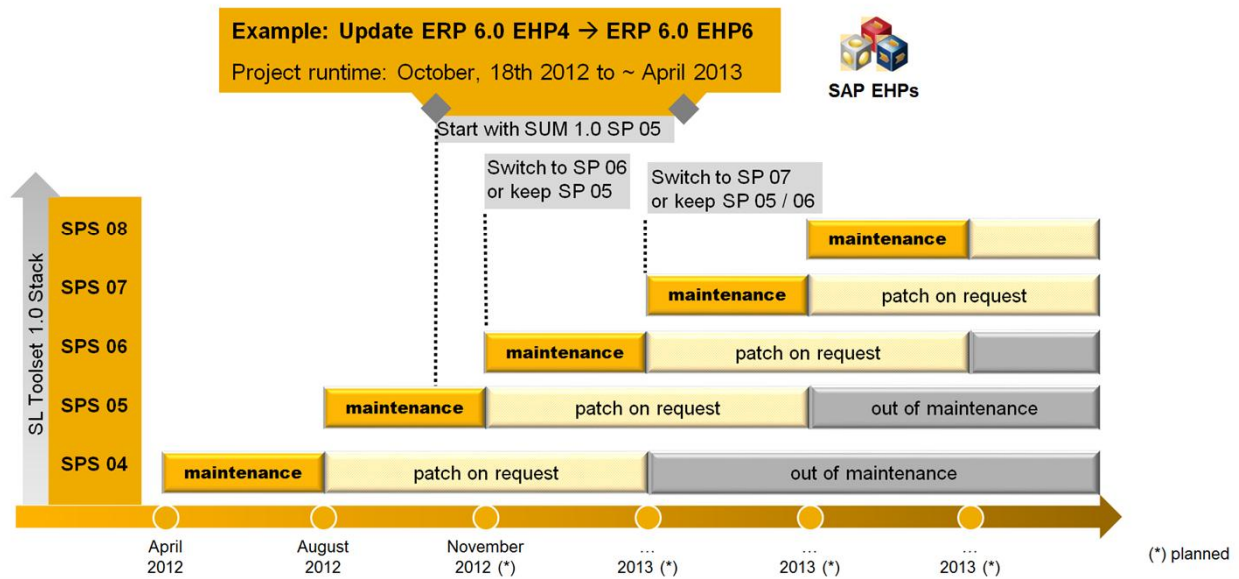 Example: Update ERP 6.0 EHP4 → ERP 6.0 EHP6
Project runtime: October, 18th 2012 to ~ April 2013
SAP EHPs
Start with SUM 1.0 SP 05
Switch to SP 06
or keep SP 05
Switch to SP 07
or keep SP 05 / 06
SL Toolset 1.0 Stack
SPS 08
maintenance
SPS 07
maintenance
patch on request
SPS 06
maintenance
patch on request
SPS 05
maintenance
patch on request
out of maintenance
SPS 04
maintenance
patch on request
out of maintenance
April
2012
August
2012
November
2012 (*)
...
2013 (*)
...
2013 (*)
...
2013 (*)
(*) planned